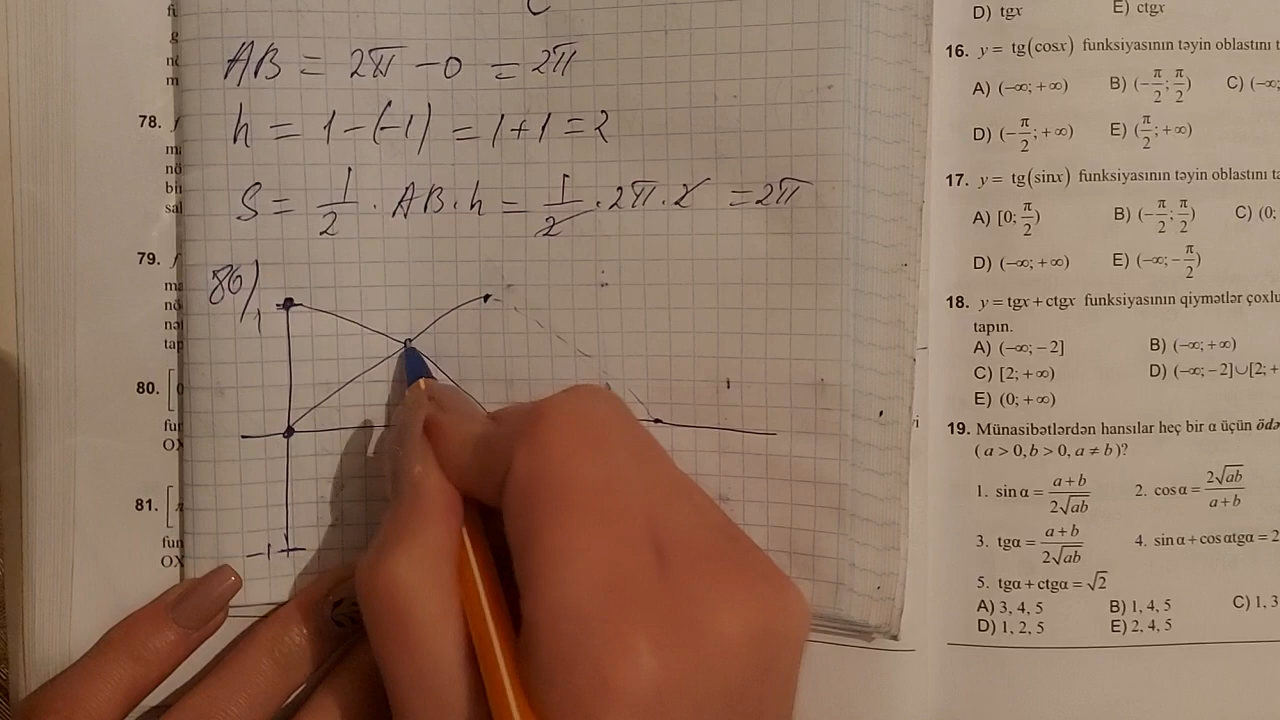 AB = 2π - 0 = 2π
h = 1 - (-1) = 1 + 1 = 2
S = 1/2 · AB · h = 1/2 · 2π · 2 = 2π
86/
1
-1
78.
79.
80. [
81. [
fun
OX
D) tgx E) ctgx
16. y = tg(cosx) funksiyasının təyin oblastını
A) (-∞; +∞) B) (-π/2; π/2) C) (-∞;
D) (-π/2; +∞) E) (π/2; +∞)
17. y = tg(sinx) funksiyasının təyin oblastını
A) [0; π/2) B) (-π/2; π/2) C) (0;
D) (-∞; +∞) E) (-∞; -π/2)
18. y = tgx + ctgx funksiyasının qiymətlər
tapın.
A) (-∞; -2] B) (-∞; +∞)
C) [2; +∞) D) (-∞; -2]∪[2; +
E) (0; +∞)
19. Münasibətlərdən hansılar heç bir α üçün
(a > 0, b > 0, a ≠ b)?
1. sinα = (a+b)/(2√ab) 2. cosα = (2√ab)/(a+b)
3. tgα = (a+b)/(2√ab) 4. sinα + cosαtgα = 2
5. tgα + ctgα = √2
A) 3, 4, 5 B) 1, 4, 5 C) 1, 3
D) 1, 2, 5 E) 2, 4, 5